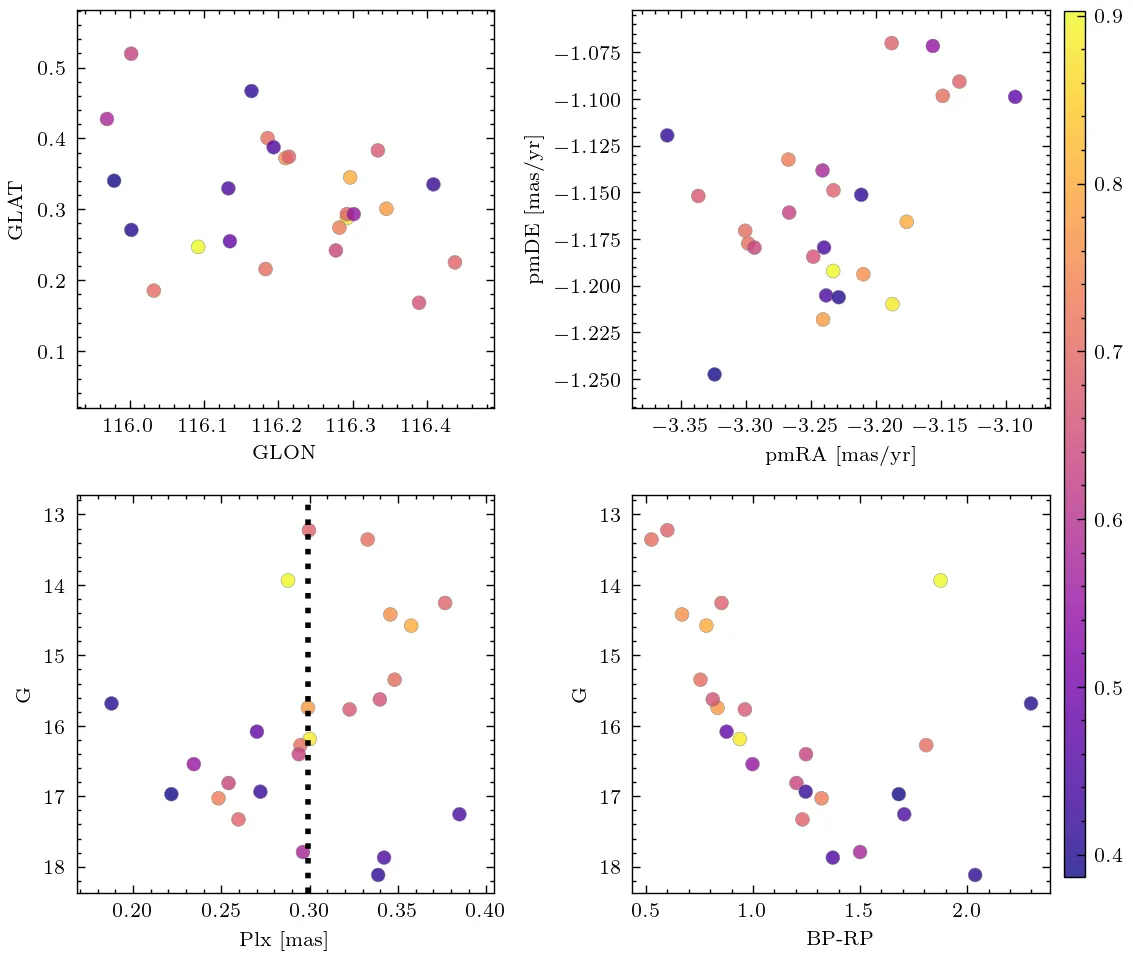 0.5
0.4
0.3
0.2
0.1
GLAT
116.0 116.1 116.2 116.3 116.4
GLON
−1.075
−1.100
−1.125
−1.150
−1.175
−1.200
−1.225
−1.250
pmDE [mas/yr]
−3.35 −3.30 −3.25 −3.20 −3.15 −3.10
pmRA [mas/yr]
0.9
0.8
0.7
0.6
0.5
0.4
13
14
15
16
17
18
G
0.20 0.25 0.30 0.35 0.40
Plx [mas]
13
14
15
16
17
18
G
0.5 1.0 1.5 2.0
BP-RP